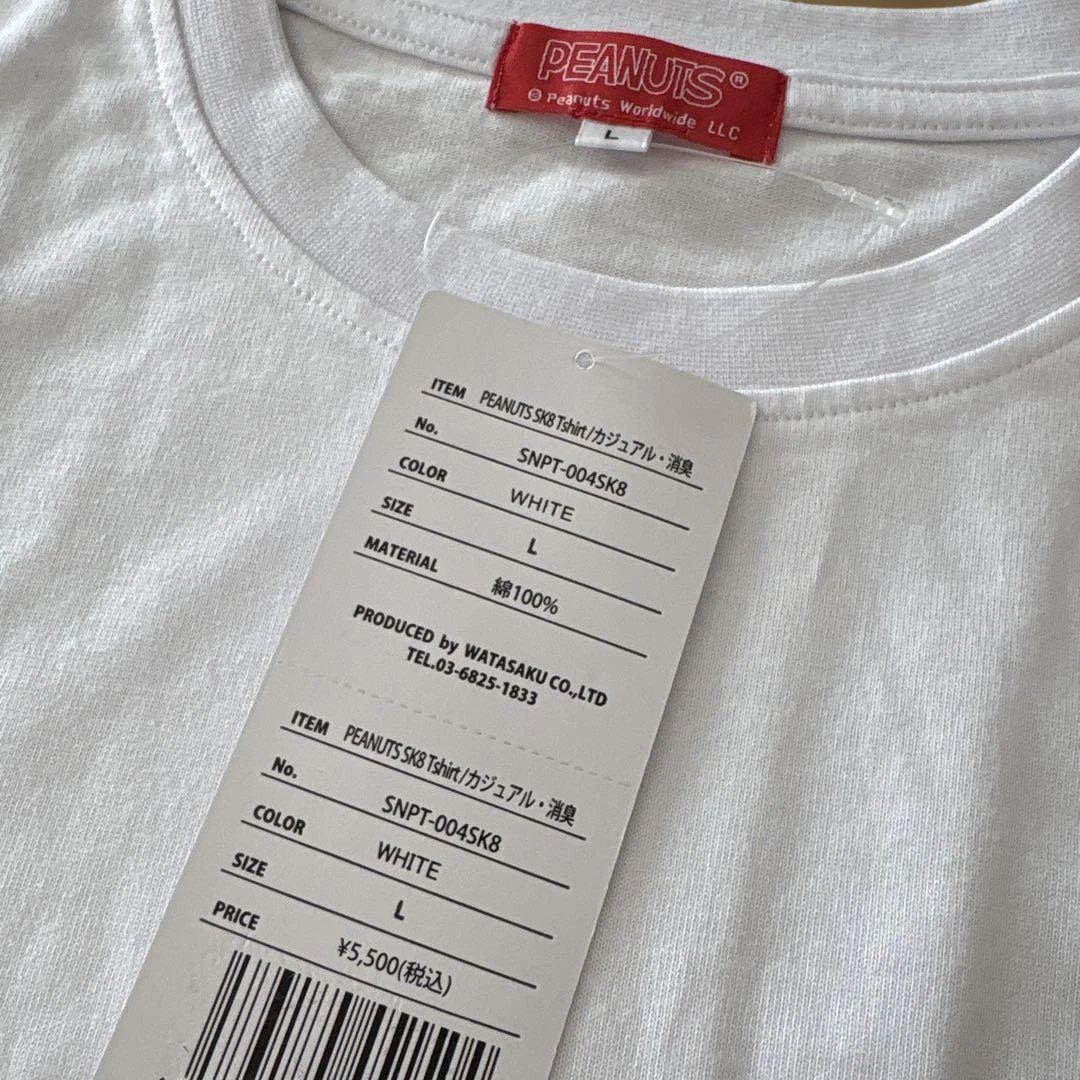 PEANUTS®
© Peanuts Worldwide LLC
L
ITEM PEANUTS SK8 Tshirt/カジュアル・消臭
No. SNPT-004SK8
COLOR WHITE
SIZE L
MATERIAL 綿100%
PRODUCED by WATASAKU CO.,LTD
TEL.03-6825-1833
ITEM PEANUTS SK8 Tshirt/カジュアル・消臭
No. SNPT-004SK8
COLOR WHITE
SIZE L
PRICE ¥5,500(税込)